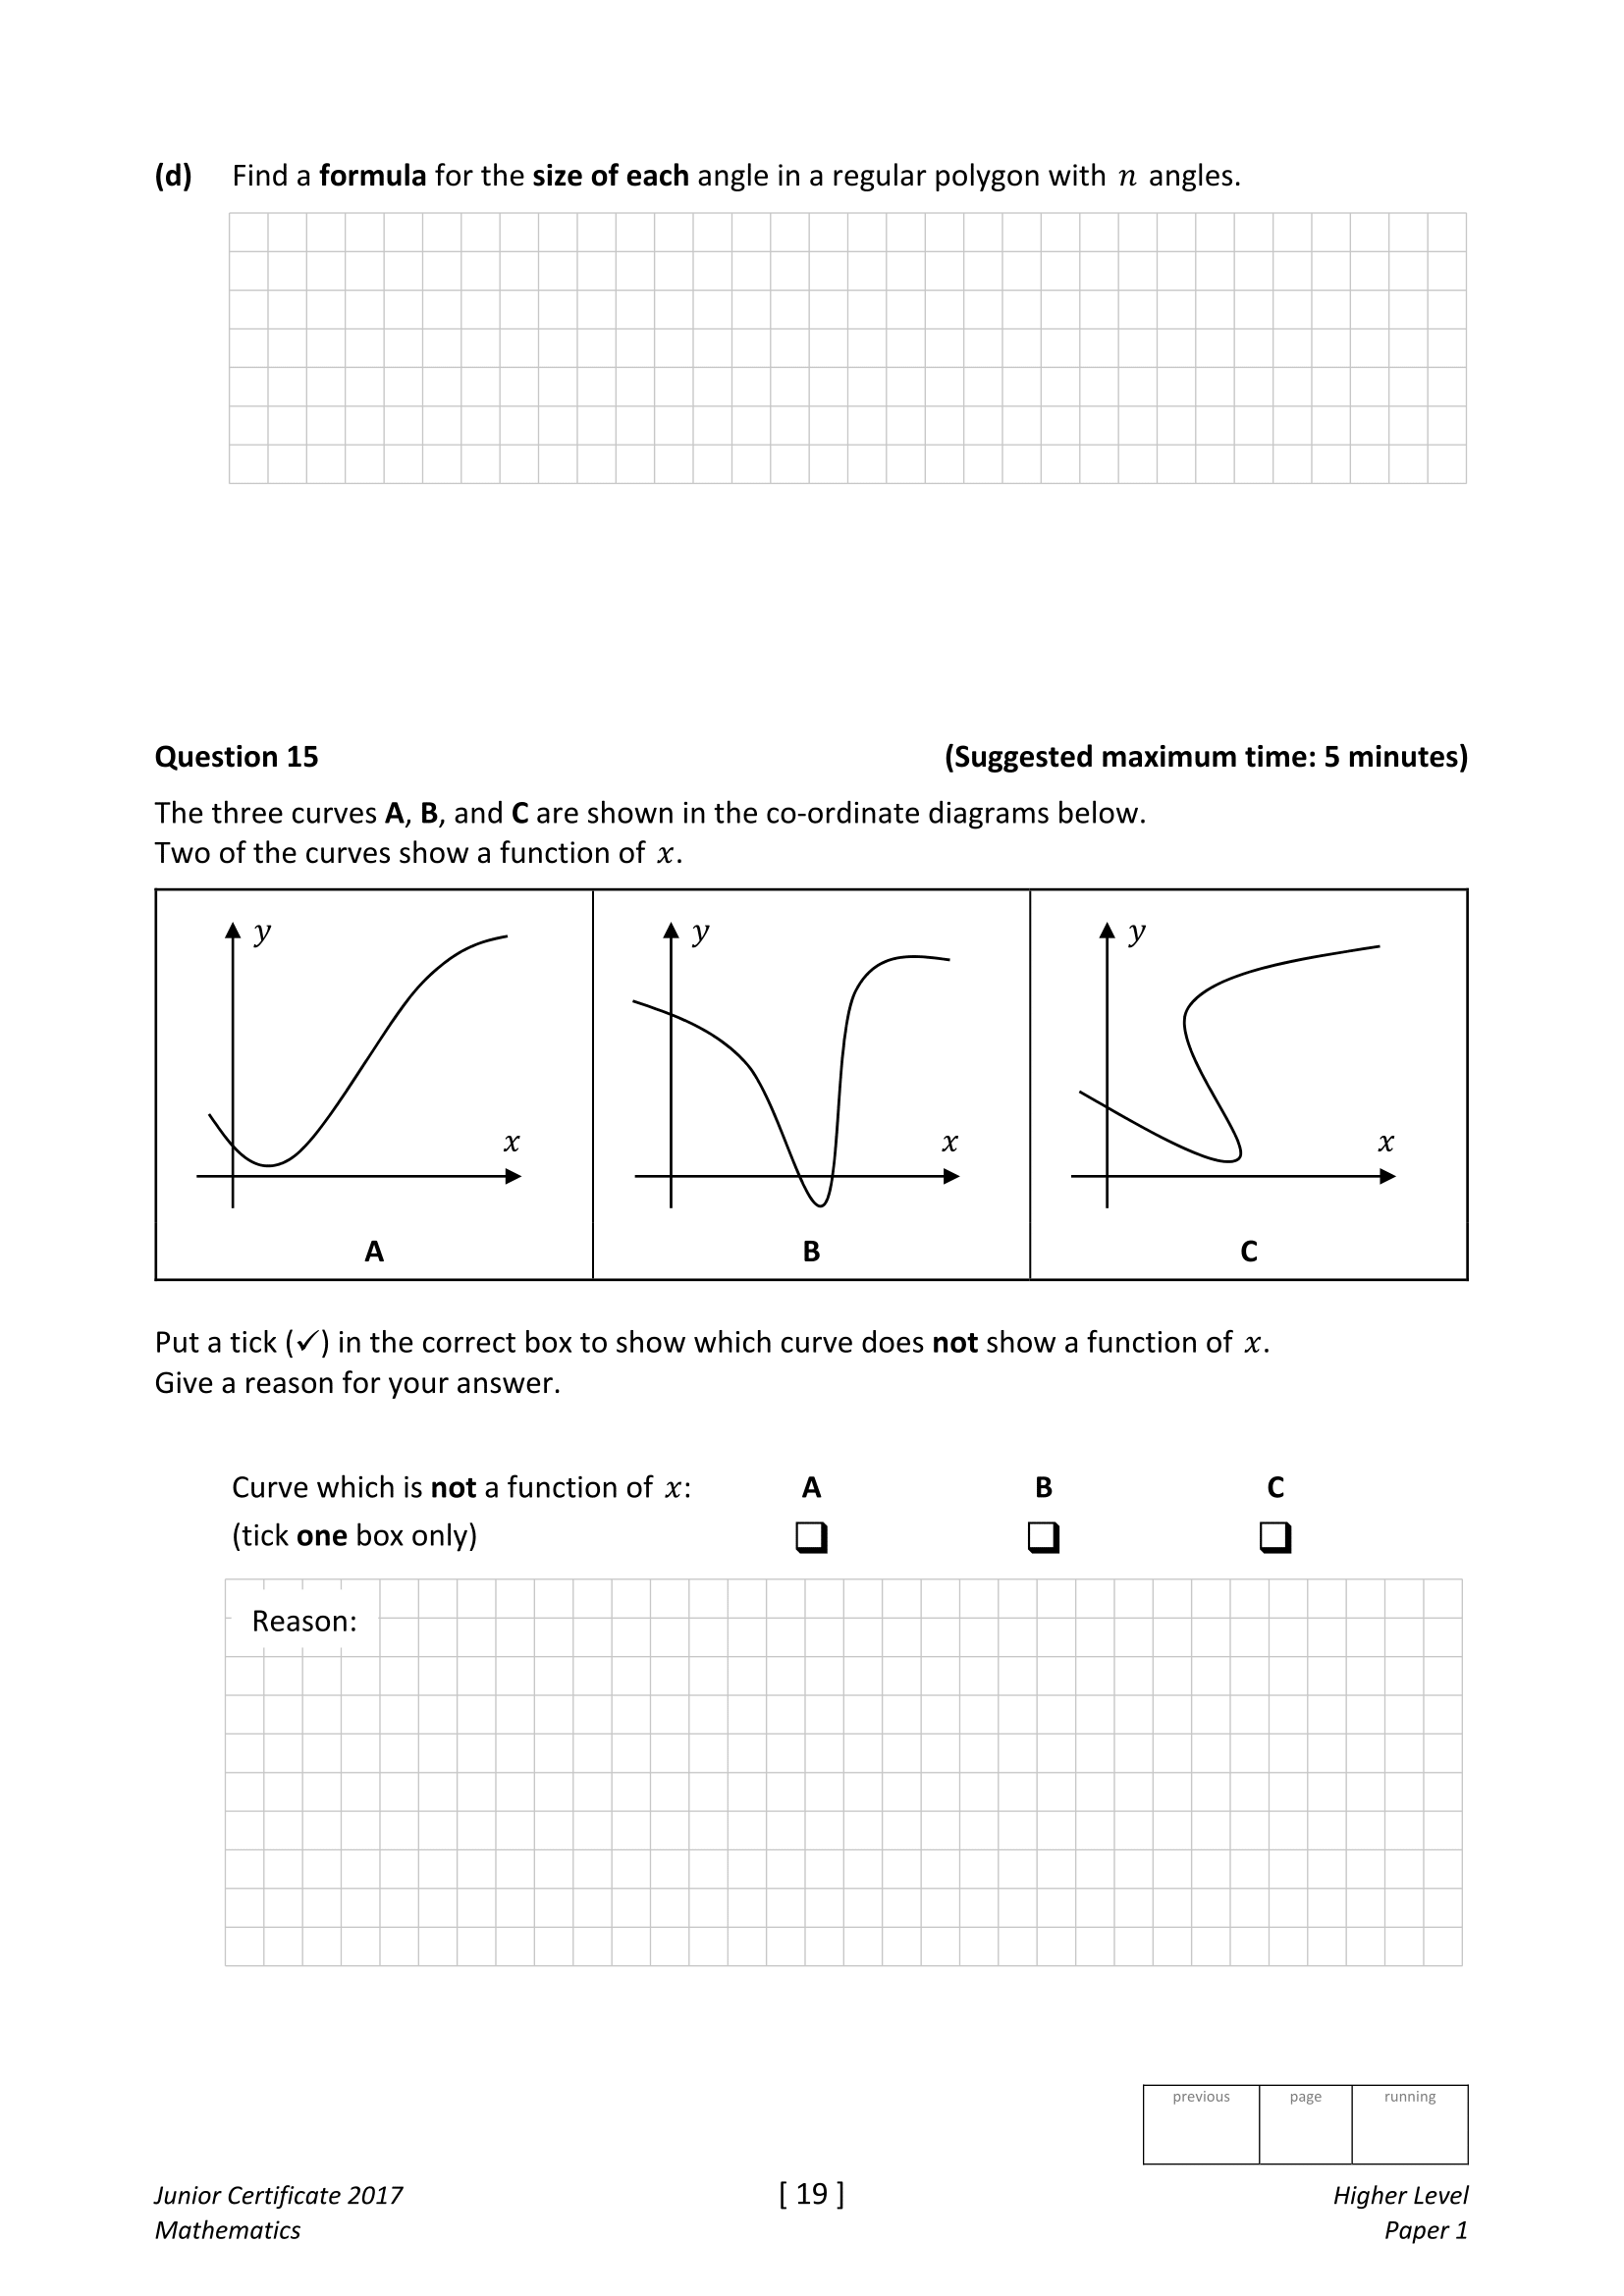 (d) Find a formula for the size of each angle in a regular polygon with n angles.
Question 15 (Suggested maximum time: 5 minutes)
The three curves A, B, and C are shown in the co-ordinate diagrams below.
Two of the curves show a function of x.
y y y
x x x
A B C
Put a tick (✓) in the correct box to show which curve does not show a function of x.
Give a reason for your answer.
Curve which is not a function of x: A B C
(tick one box only) ❑ ❑ ❑
Reason:
previous page running
Junior Certificate 2017 [ 19 ] Higher Level
Mathematics Paper 1